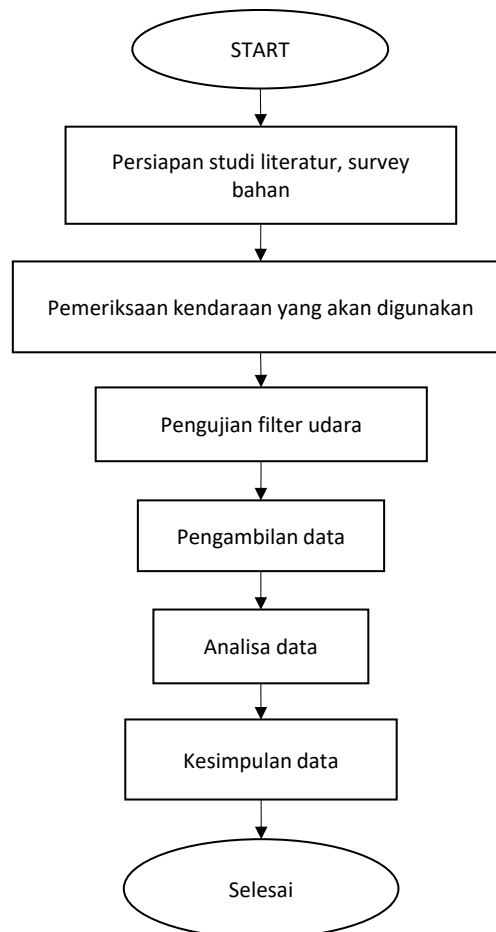 START
Persiapan studi literatur, survey
bahan
Pemeriksaan kendaraan yang akan digunakan
Pengujian filter udara
Pengambilan data
Analisa data
Kesimpulan data
Selesai